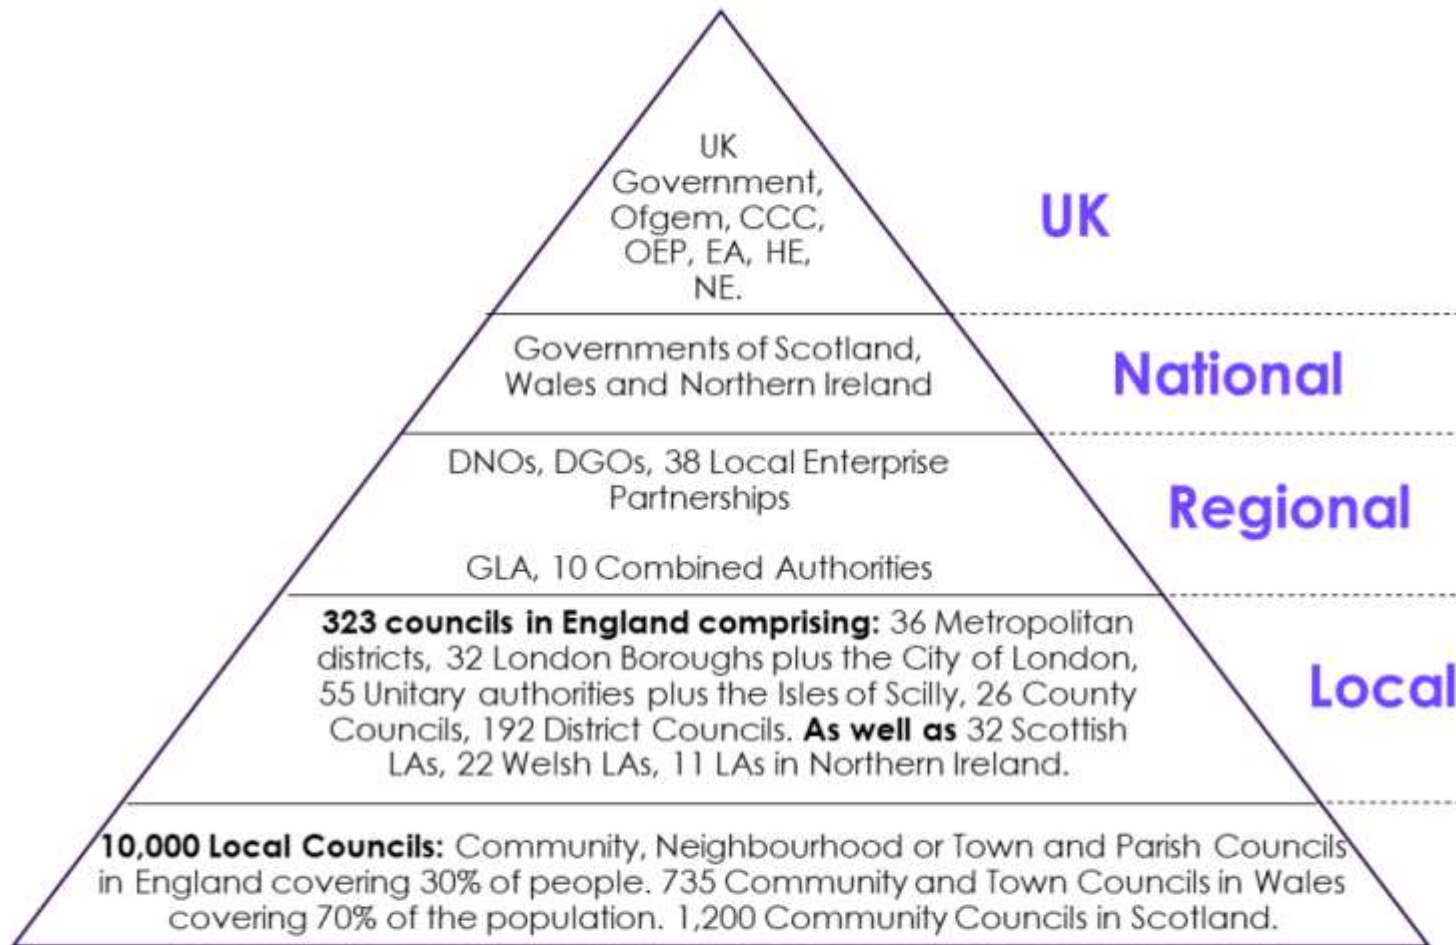 UK
Government,
Ofgem, CCC,
OEP, EA, HE,
NE.
UK
Governments of Scotland,
Wales and Northern Ireland
National
DNOs, DGOs, 38 Local Enterprise
Partnerships
GLA, 10 Combined Authorities
Regional
323 councils in England comprising: 36 Metropolitan
districts, 32 London Boroughs plus the City of London,
55 Unitary authorities plus the Isles of Scilly, 26 County
Councils, 192 District Councils. As well as 32 Scottish
LAs, 22 Welsh LAs, 11 LAs in Northern Ireland.
Local
10,000 Local Councils: Community, Neighbourhood or Town and Parish Councils
in England covering 30% of people. 735 Community and Town Councils in Wales
covering 70% of the population. 1,200 Community Councils in Scotland.